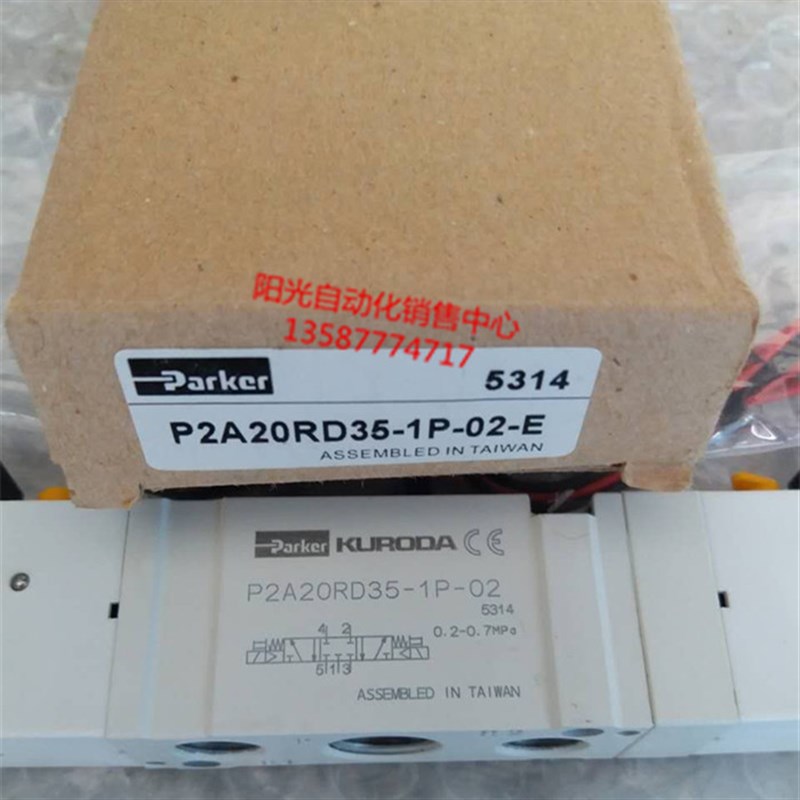 阳光自动化销售中心
13587774717
Parker
5314
P2A20RD35-1P-02-E
ASSEMBLED IN TAIWAN
Parker KURODA CE
P2A20RD35-1P-02
5314
0.2-0.7MPa
4 2
5 1 3
ASSEMBLED IN TAIWAN